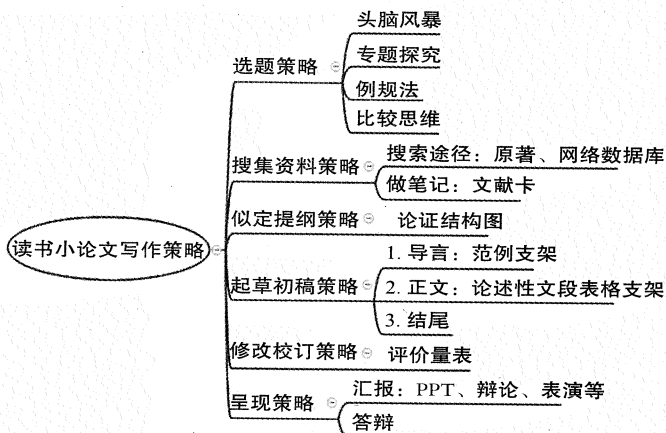 读书小论文写作策略
选题策略
头脑风暴
专题探究
例规法
比较思维
搜集资料策略
搜索途径：原著、网络数据库
做笔记：文献卡
似定提纲策略
论证结构图
起草初稿策略
1. 导言：范例支架
2. 正文：论述性文段表格支架
3. 结尾
修改校订策略
评价量表
呈现策略
汇报：PPT、辩论、表演等
答辩